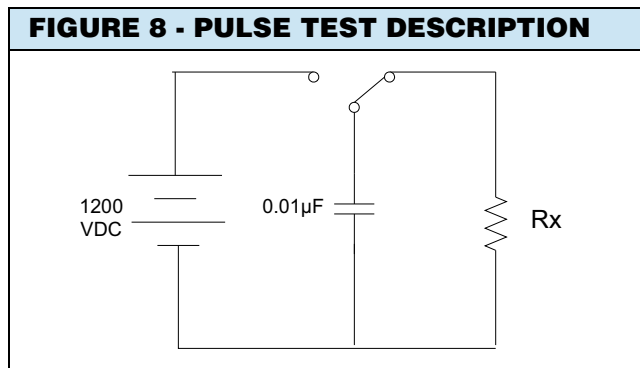 FIGURE 8 - PULSE TEST DESCRIPTION
1200
VDC
0.01µF
Rx